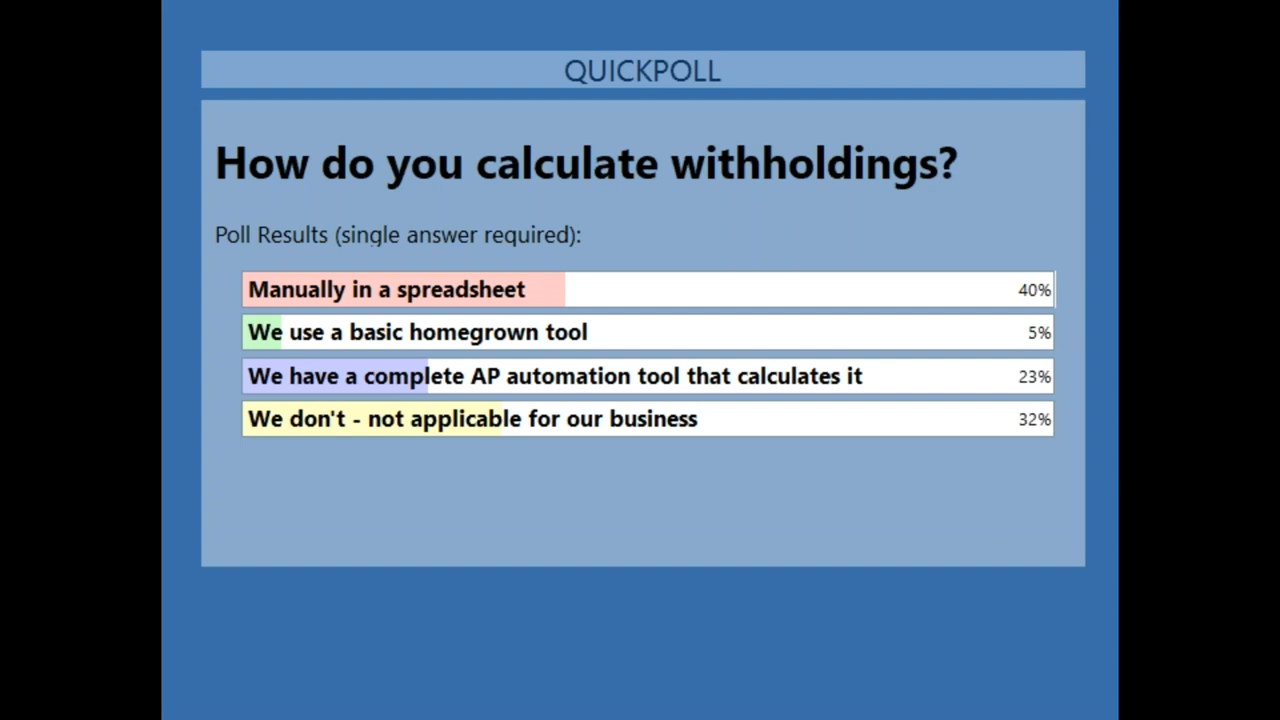 QUICKPOLL
How do you calculate withholdings?
Poll Results (single answer required):
Manually in a spreadsheet 40%
We use a basic homegrown tool 5%
We have a complete AP automation tool that calculates it 23%
We don't - not applicable for our business 32%